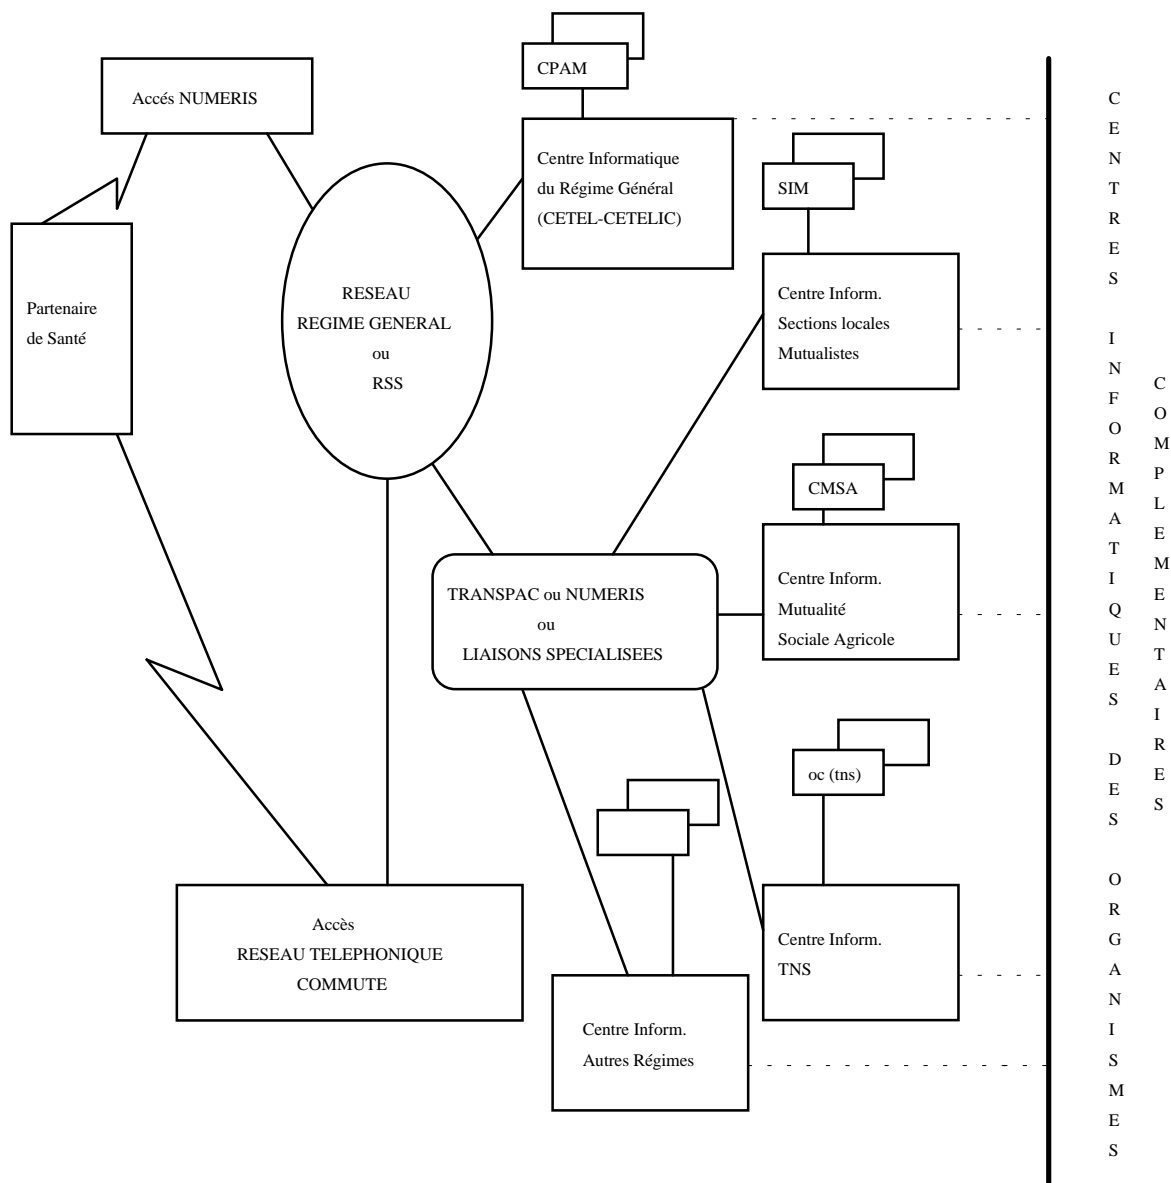 CPAM
Accés NUMERIS
Centre Informatique
du Régime Général
(CETEL-CETELIC)
SIM
Partenaire
de Santé
RESEAU
REGIME GENERAL
ou
RSS
Centre Inform.
Sections locales
Mutualistes
CMSA
TRANSPAC ou NUMERIS
ou
LIAISONS SPECIALISEES
Centre Inform.
Mutualité
Sociale Agricole
oc (tns)
Accès
RESEAU TELEPHONIQUE
COMMUTE
Centre Inform.
TNS
Centre Inform.
Autres Régimes
CENTRES INFORMATIQUES DES ORGANISMES
COMPLEMENTAIRES